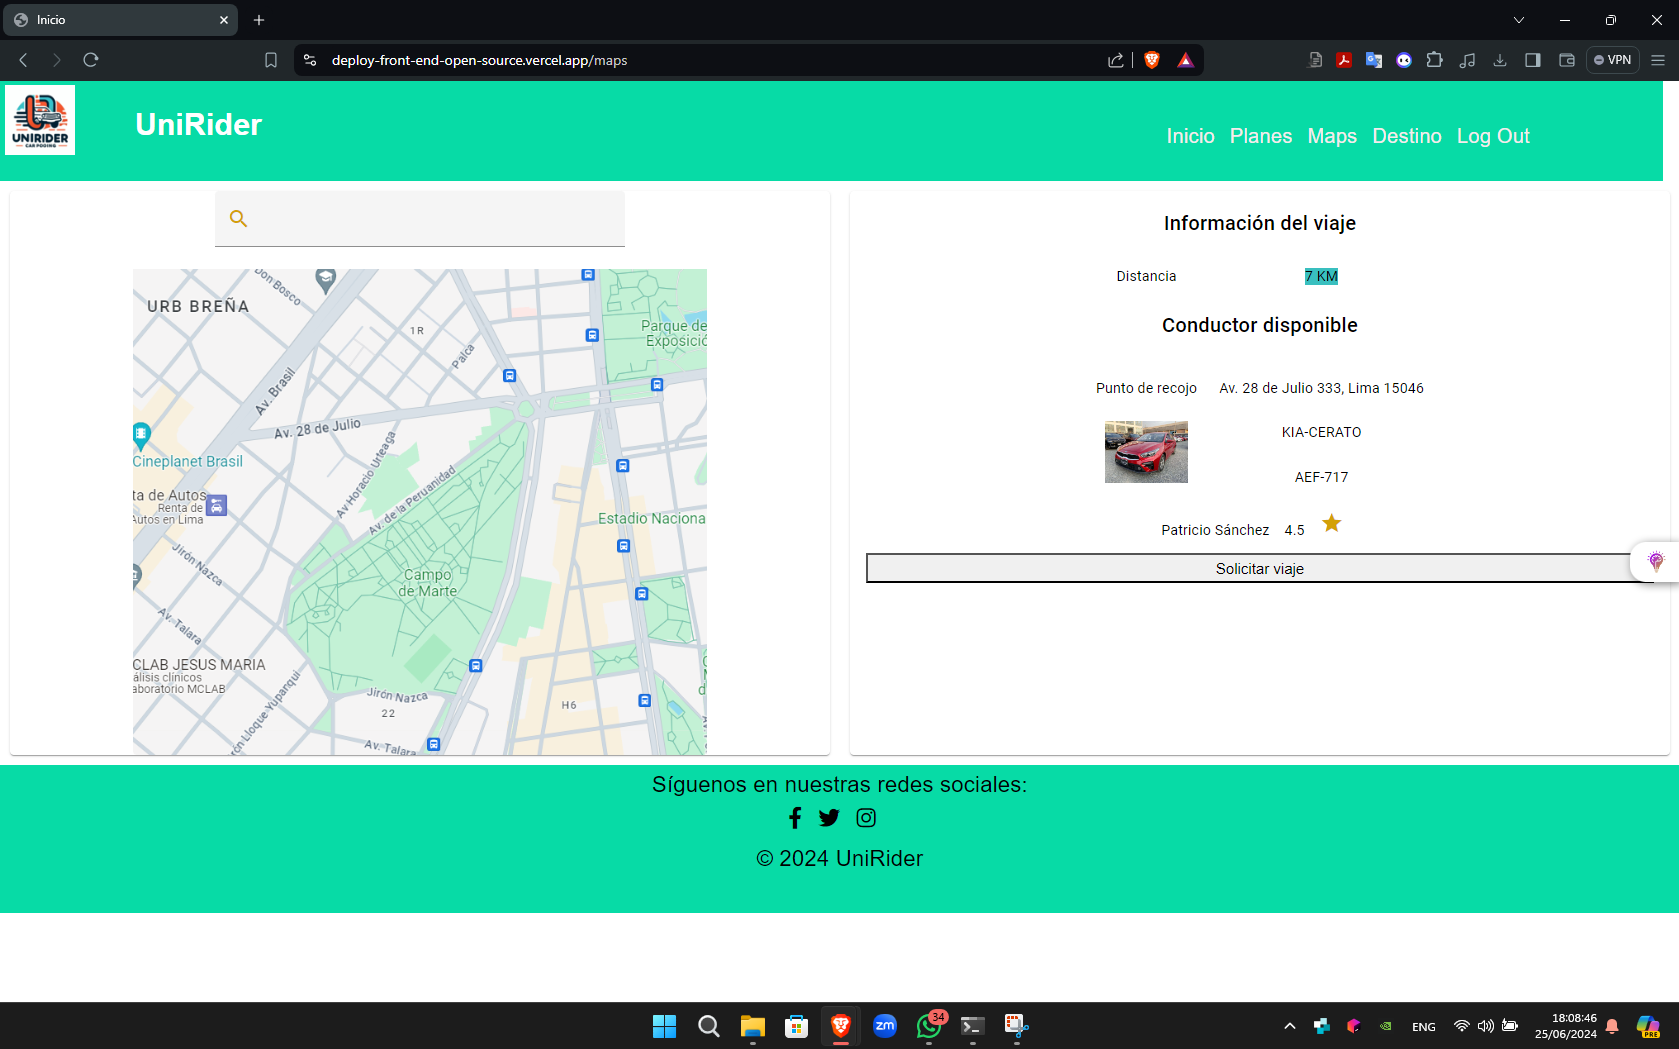 Inicio
deploy-front-end-open-source.vercel.app/maps
VPN
UNIRIDER
CAR POOING
UniRider
Inicio Planes Maps Destino Log Out
Información del viaje
Distancia 7 KM
Conductor disponible
Punto de recojo Av. 28 de Julio 333, Lima 15046
KIA-CERATO
AEF-717
Patricio Sánchez 4.5
Solicitar viaje
Don Bosco
URB BREÑA
1R
Palca
Parque de
Exposició
Av. Brasil
Av. 28 de Julio
Cineplanet Brasil
Av Horacio Urteaga
Av. de la Peruanidad
ta de Autos
Renta de
Autos en Lima
Estadio Naciona
Jirón Nazca
Campo
de Marte
Av. Talara
CLAB JESUS MARIA
álisis clínicos
aboratorio MCLAB
Jirón Nazca
22
H6
rón Lloque Yupanqui
Av. Talara
Síguenos en nuestras redes sociales:
© 2024 UniRider
zm
34
ENG
18:08:46
25/06/2024
PRE